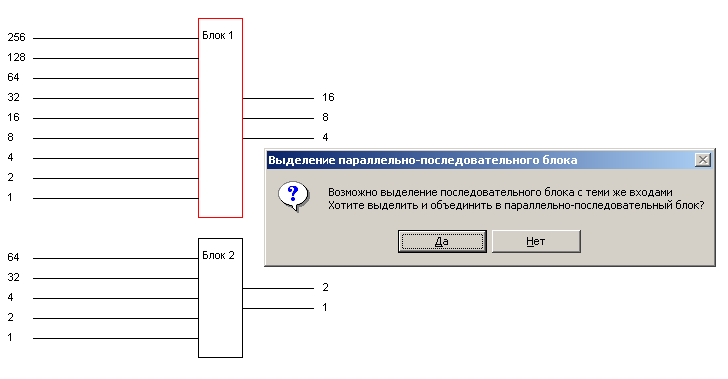 Блок 1
256
128
64
32
16
8
4
2
1
16
8
4
Выделение параллельно-последовательного блока
?
Возможно выделение последовательного блока с теми же входами
Хотите выделить и объединить в параллельно-последовательный блок?
Да
Нет
Блок 2
64
32
4
2
1
2
1